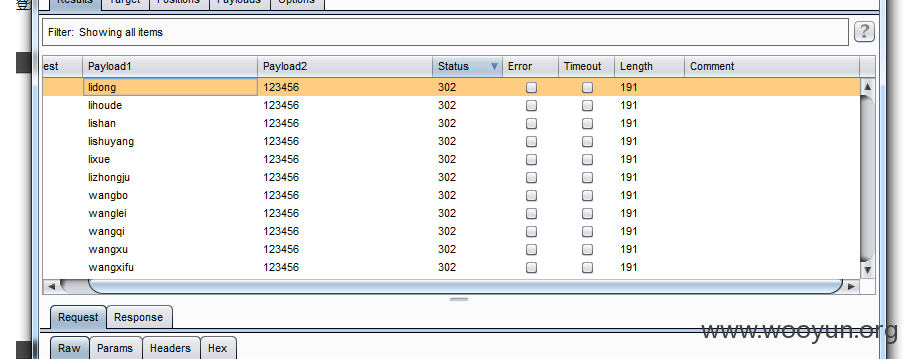 登
Results Target Positions Payloads Options
Filter: Showing all items ?
est Payload1 Payload2 Status Error Timeout Length Comment
lidong 123456 302 191
lihoude 123456 302 191
lishan 123456 302 191
lishuyang 123456 302 191
lixue 123456 302 191
lizhongju 123456 302 191
wangbo 123456 302 191
wanglei 123456 302 191
wangqi 123456 302 191
wangxu 123456 302 191
wangxifu 123456 302 191
Request Response
www.wooyun.org
Raw Params Headers Hex